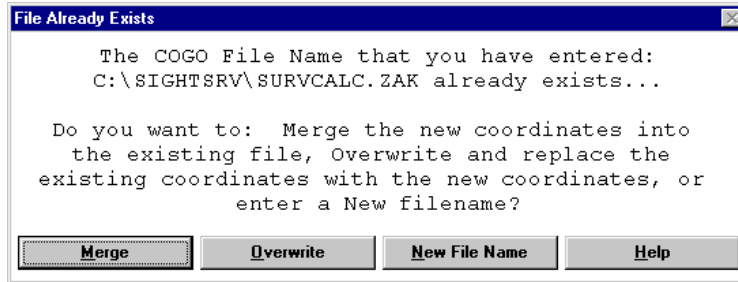 File Already Exists
The COGO File Name that you have entered:
C:\SIGHTSRV\SURVCALC.ZAK already exists...
Do you want to: Merge the new coordinates into
the existing file, Overwrite and replace the
existing coordinates with the new coordinates, or
enter a New filename?
Merge Overwrite New File Name Help